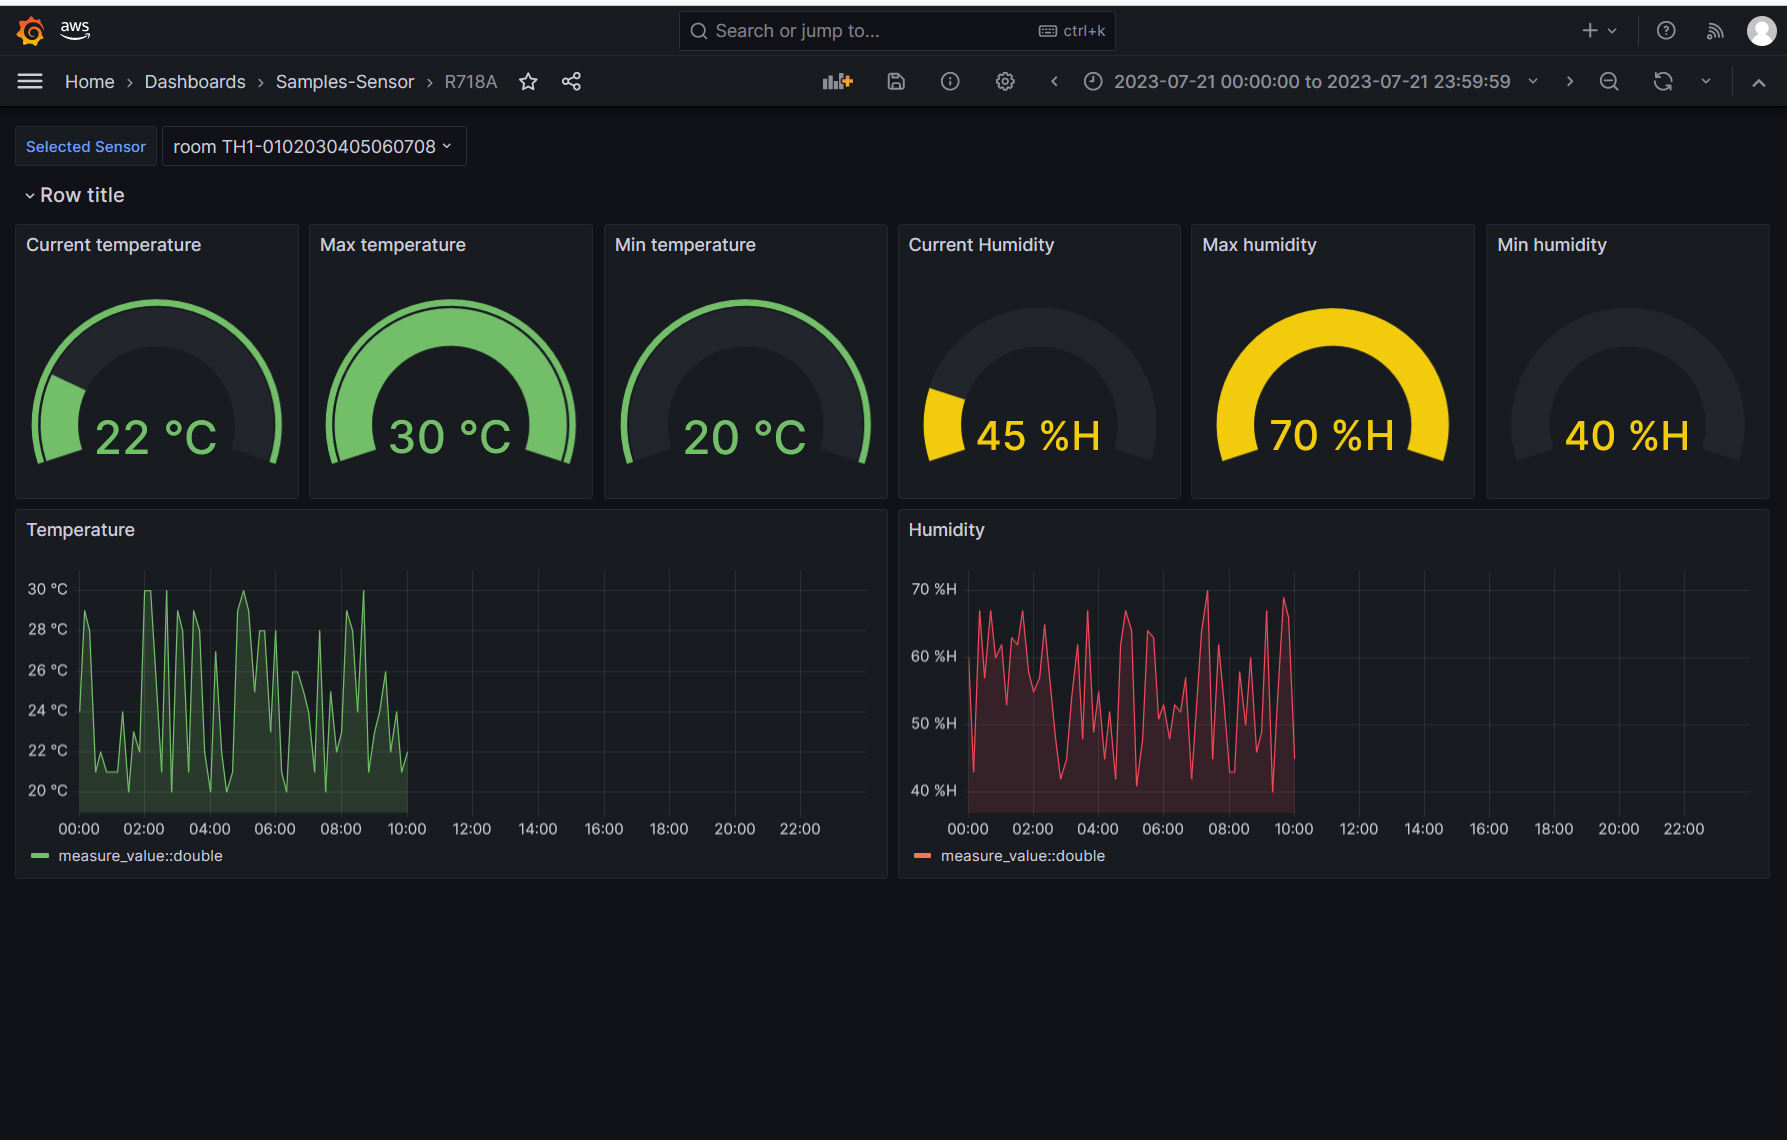 aws
Search or jump to...
ctrl+k
Home › Dashboards › Samples-Sensor › R718A
2023-07-21 00:00:00 to 2023-07-21 23:59:59
Selected Sensor
room TH1-0102030405060708
Row title
Current temperature
22 °C
Max temperature
30 °C
Min temperature
20 °C
Current Humidity
45 %H
Max humidity
70 %H
Min humidity
40 %H
Temperature
30 °C
28 °C
26 °C
24 °C
22 °C
20 °C
00:00 02:00 04:00 06:00 08:00 10:00 12:00 14:00 16:00 18:00 20:00 22:00
measure_value::double
Humidity
70 %H
60 %H
50 %H
40 %H
00:00 02:00 04:00 06:00 08:00 10:00 12:00 14:00 16:00 18:00 20:00 22:00
measure_value::double